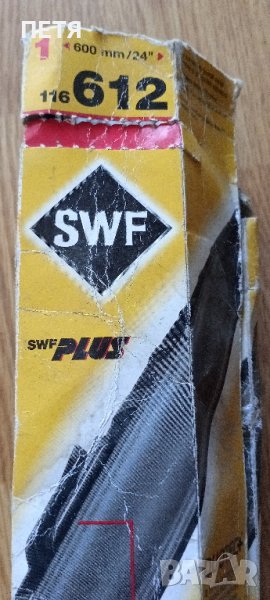 ПЕТЯ
1 ◄ 600 mm/24" ►
116 612
SWF
SWF PLUS
bazar